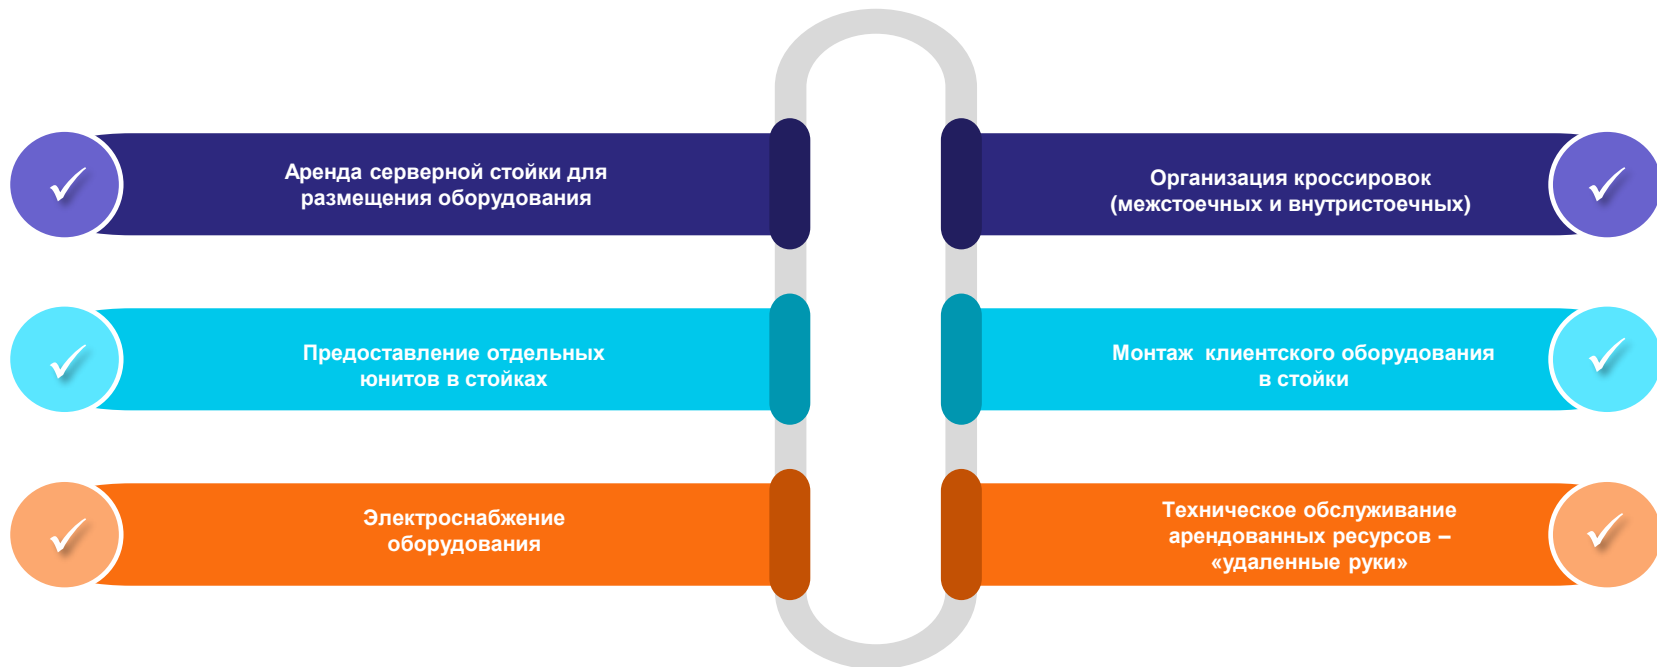 Аренда серверной стойки для
размещения оборудования
Организация кроссировок
(межстоечных и внутристоечных)
Предоставление отдельных
юнитов в стойках
Монтаж клиентского оборудования
в стойки
Электроснабжение
оборудования
Техническое обслуживание
арендованных ресурсов –
«удаленные руки»